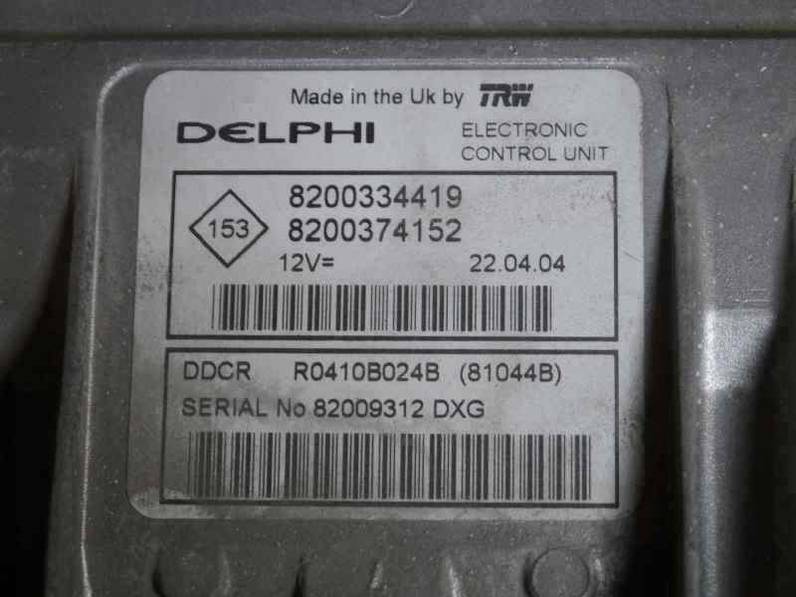 Made in the Uk by TRW
DELPHI
ELECTRONIC
CONTROL UNIT
153
8200334419
8200374152
12V=
22.04.04
DDCR R0410B024B (81044B)
SERIAL No 82009312 DXG